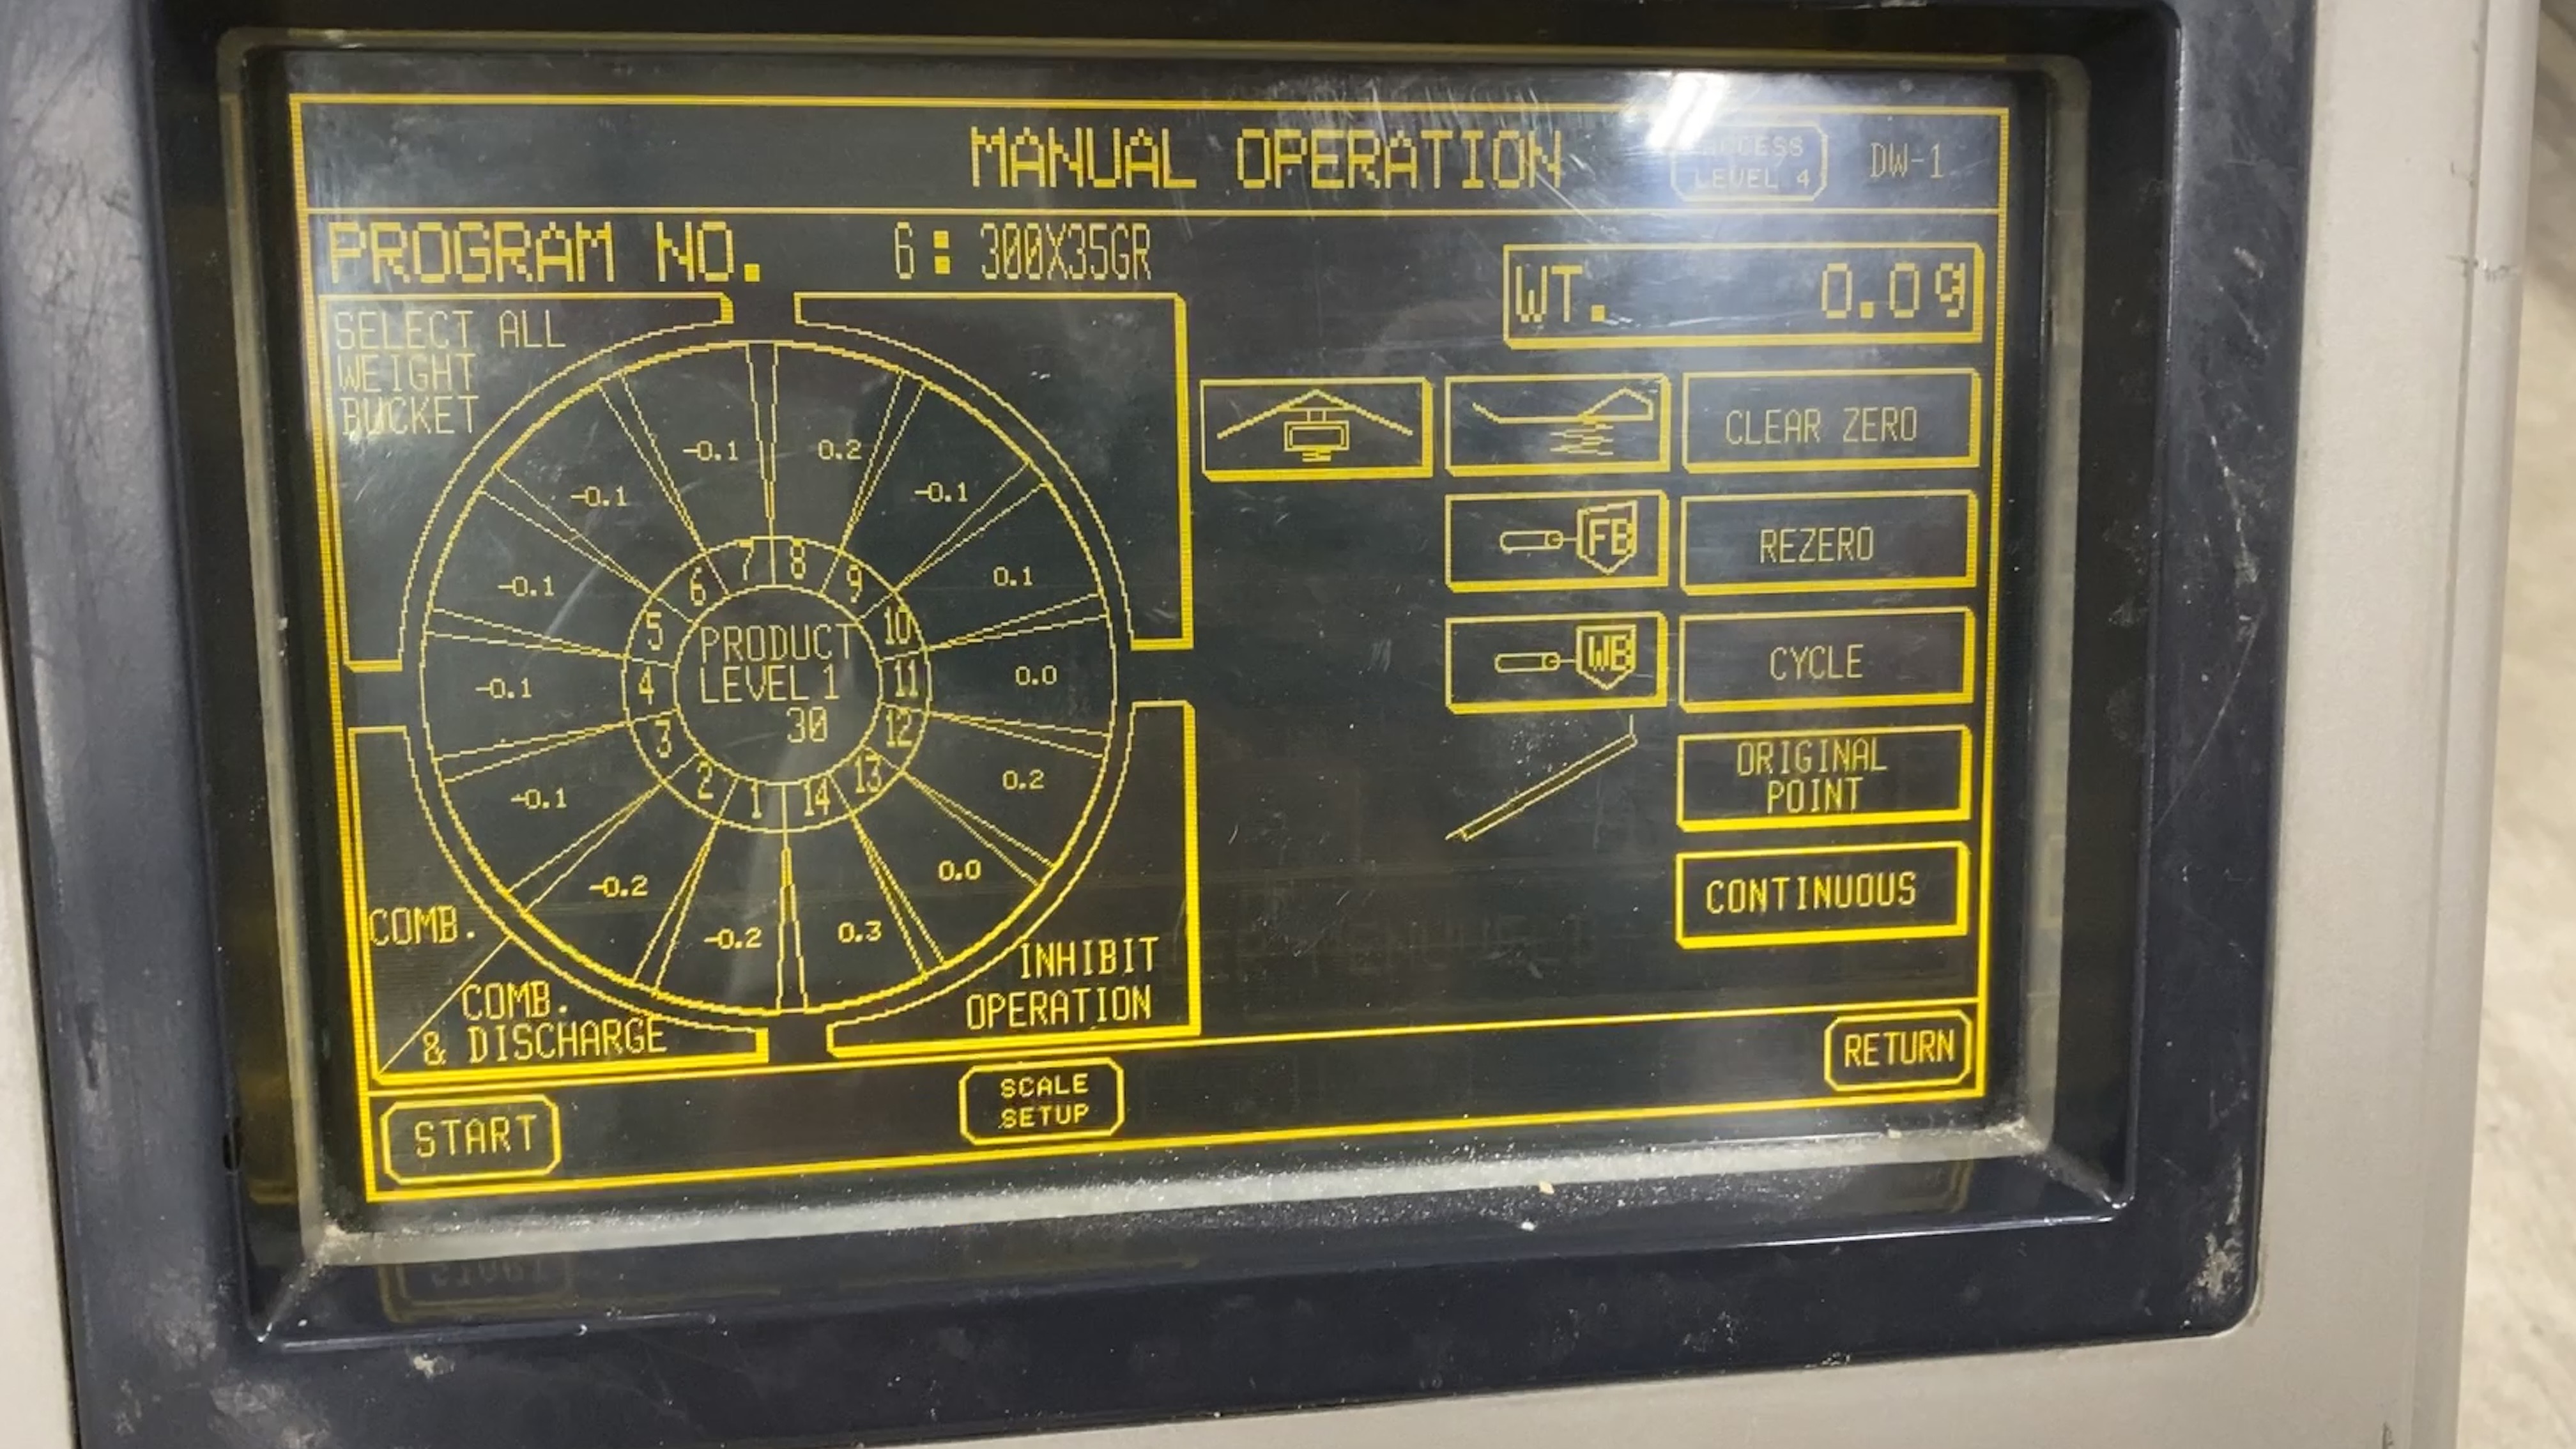 MANUAL OPERATION
ACCESS
LEVEL 4
DW-1
PROGRAM NO. 6: 300X35GR
WT. 0.0g
SELECT ALL
WEIGHT
BUCKET
-0.1
0.2
-0.1
-0.1
-0.1
0.1
-0.1
0.0
-0.1
0.2
-0.2
0.0
-0.2
0.3
7
8
6
9
5
10
4
11
3
12
2
13
1
14
PRODUCT
LEVEL 1
30
COMB.
COMB.
& DISCHARGE
INHIBIT
OPERATION
CLEAR ZERO
FB
REZERO
WB
CYCLE
ORIGINAL
POINT
CONTINUOUS
RETURN
START
SCALE
SETUP